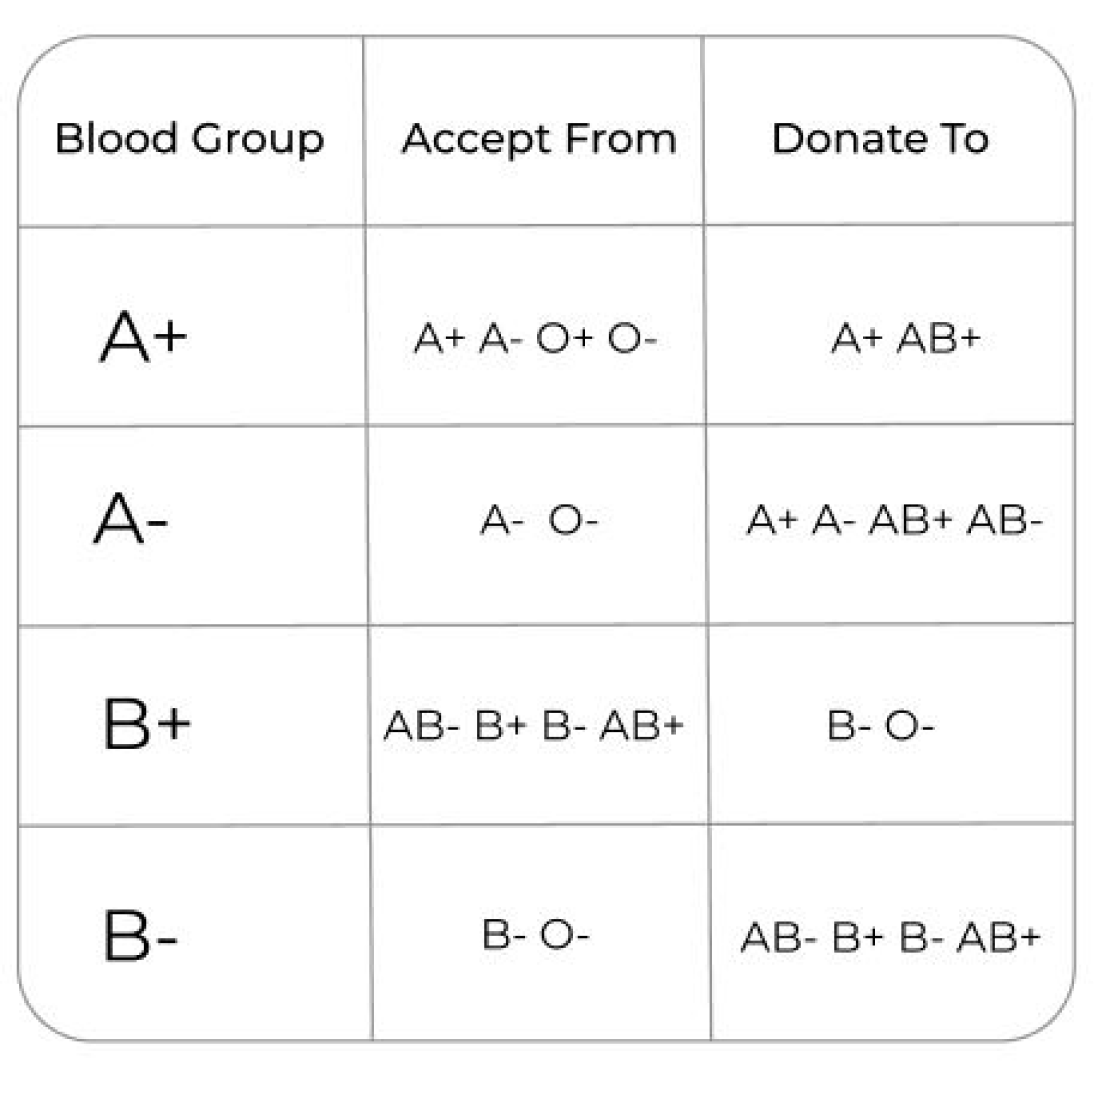 Blood Group Accept From Donate To
A+ A+ A- O+ O- A+ AB+
A- A- O- A+ A- AB+ AB-
B+ AB- B+ B- AB+ B- O-
B- B- O- AB- B+ B- AB+